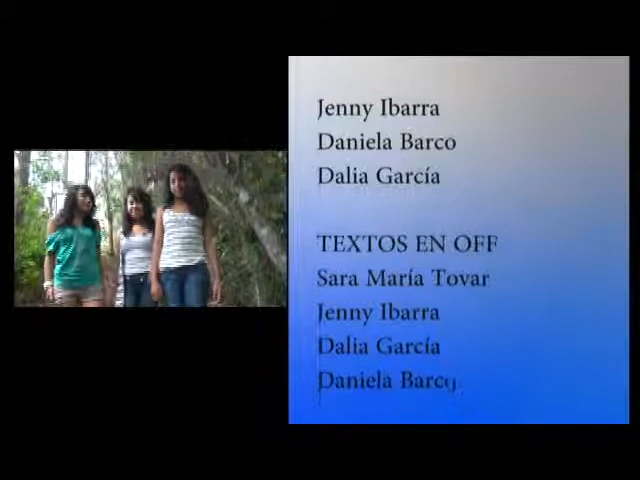 Jenny Ibarra
Daniela Barco
Dalia García
TEXTOS EN OFF
Sara María Tovar
Jenny Ibarra
Dalia García
Daniela Barco